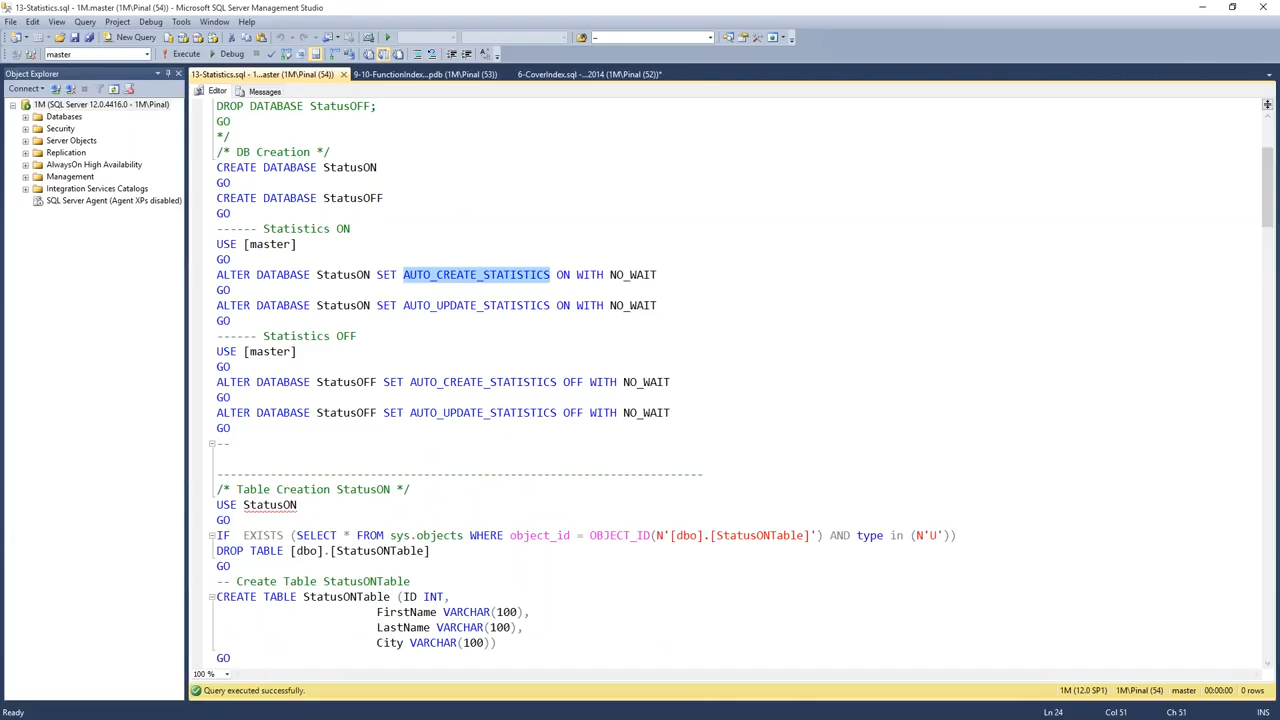 13-Statistics.sql - 1M.master (1M\Pinal (54)) - Microsoft SQL Server Management Studio
File Edit View Query Project Debug Tools Window Help
New Query
master Execute Debug
Object Explorer
Connect
1M (SQL Server 12.0.4416.0 - 1M\Pinal)
Databases
Security
Server Objects
Replication
AlwaysOn High Availability
Management
Integration Services Catalogs
SQL Server Agent (Agent XPs disabled)
13-Statistics.sql - 1...aster (1M\Pinal (54)) 9-10-FunctionIndex...pdb (1M\Pinal (53)) 6-CoverIndex.sql -...2014 (1M\Pinal (52))*
Editor Messages
DROP DATABASE StatusOFF;
GO
*/
/* DB Creation */
CREATE DATABASE StatusON
GO
CREATE DATABASE StatusOFF
GO
------ Statistics ON
USE [master]
GO
ALTER DATABASE StatusON SET AUTO_CREATE_STATISTICS ON WITH NO_WAIT
GO
ALTER DATABASE StatusON SET AUTO_UPDATE_STATISTICS ON WITH NO_WAIT
GO
------ Statistics OFF
USE [master]
GO
ALTER DATABASE StatusOFF SET AUTO_CREATE_STATISTICS OFF WITH NO_WAIT
GO
ALTER DATABASE StatusOFF SET AUTO_UPDATE_STATISTICS OFF WITH NO_WAIT
GO
--
-------------------------------------------------------------------------
/* Table Creation StatusON */
USE StatusON
GO
IF EXISTS (SELECT * FROM sys.objects WHERE object_id = OBJECT_ID(N'[dbo].[StatusONTable]') AND type in (N'U'))
DROP TABLE [dbo].[StatusONTable]
GO
-- Create Table StatusONTable
CREATE TABLE StatusONTable (ID INT,
FirstName VARCHAR(100),
LastName VARCHAR(100),
City VARCHAR(100))
GO
100 %
Query executed successfully. 1M (12.0 SP1) 1M\Pinal (54) master 00:00:00 0 rows
Ready Ln 24 Col 51 Ch 51 INS